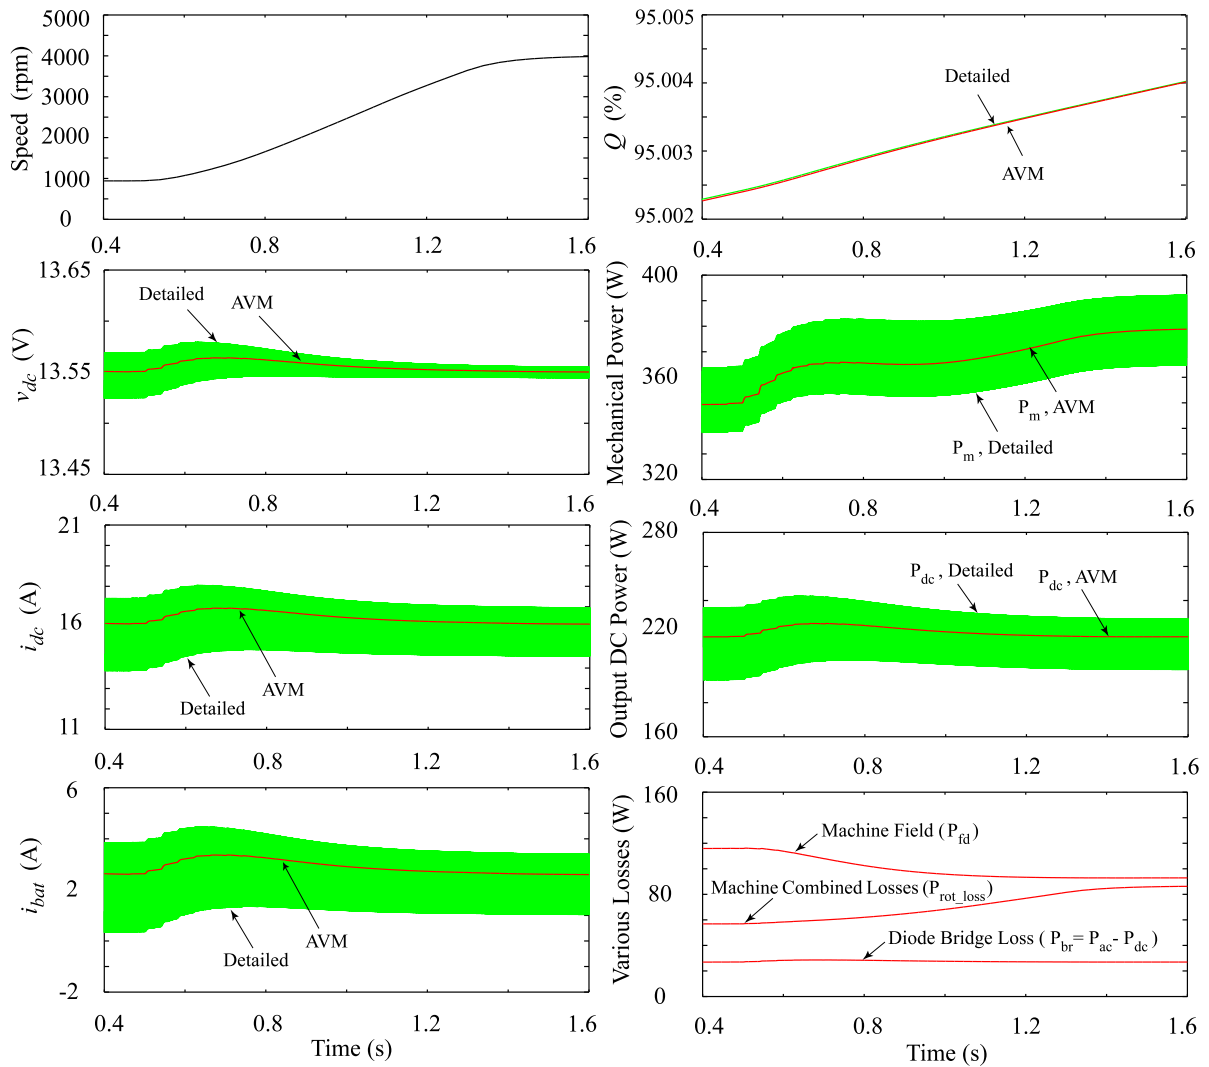 Speed (rpm)
5000
4000
3000
2000
1000
0
0.4 0.8 1.2 1.6
Q (%)
95.005
95.004
95.003
95.002
Detailed
AVM
0.4 0.8 1.2 1.6
v_dc (V)
13.65
13.55
13.45
Detailed
AVM
0.4 0.8 1.2 1.6
Mechanical Power (W)
400
360
320
P_m , AVM
P_m , Detailed
0.4 0.8 1.2 1.6
i_dc (A)
21
16
11
AVM
Detailed
0.4 0.8 1.2 1.6
Output DC Power (W)
280
220
160
P_dc , Detailed
P_dc , AVM
0.4 0.8 1.2 1.6
i_bat (A)
6
2
-2
AVM
Detailed
0.4 0.8 1.2 1.6
Time (s)
Various Losses (W)
160
80
0
Machine Field (P_fd)
Machine Combined Losses (P_rot_loss)
Diode Bridge Loss ( P_br= P_ac- P_dc )
0.4 0.8 1.2 1.6
Time (s)